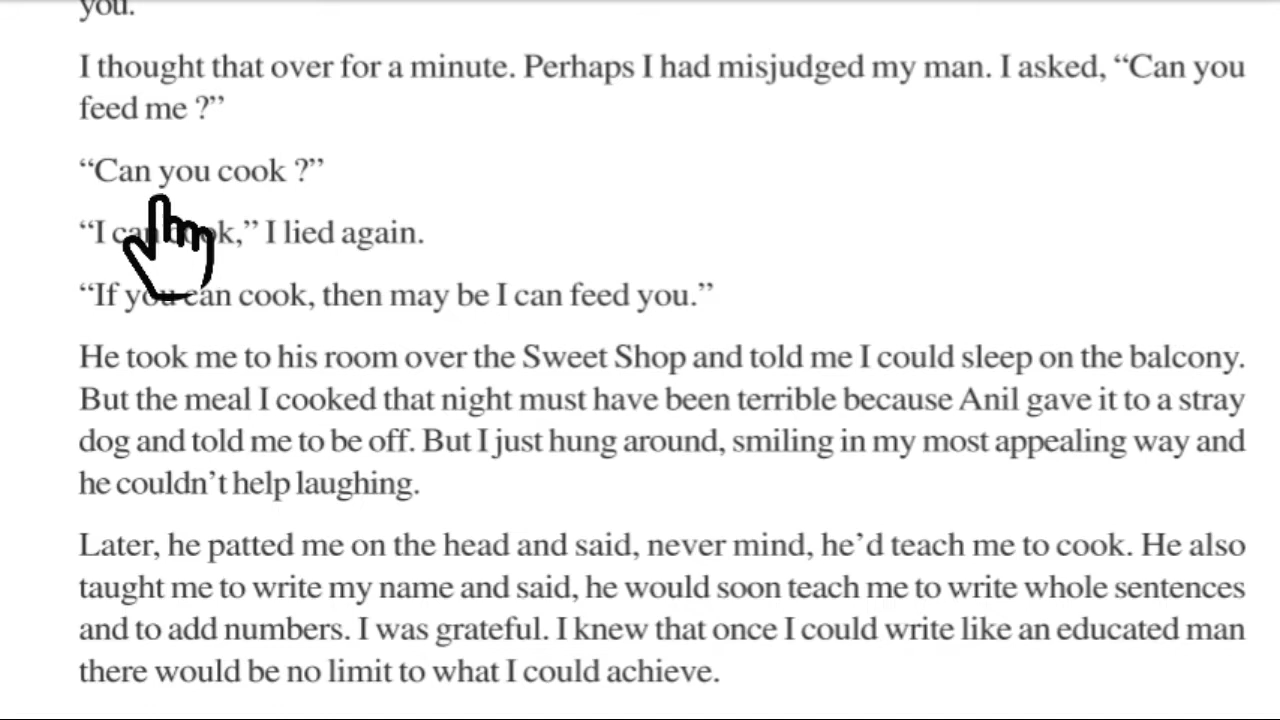 you.
I thought that over for a minute. Perhaps I had misjudged my man. I asked, “Can you
feed me ?”
“Can you cook ?”
“I can cook,” I lied again.
“If you can cook, then may be I can feed you.”
He took me to his room over the Sweet Shop and told me I could sleep on the balcony.
But the meal I cooked that night must have been terrible because Anil gave it to a stray
dog and told me to be off. But I just hung around, smiling in my most appealing way and
he couldn’t help laughing.
Later, he patted me on the head and said, never mind, he’d teach me to cook. He also
taught me to write my name and said, he would soon teach me to write whole sentences
and to add numbers. I was grateful. I knew that once I could write like an educated man
there would be no limit to what I could achieve.